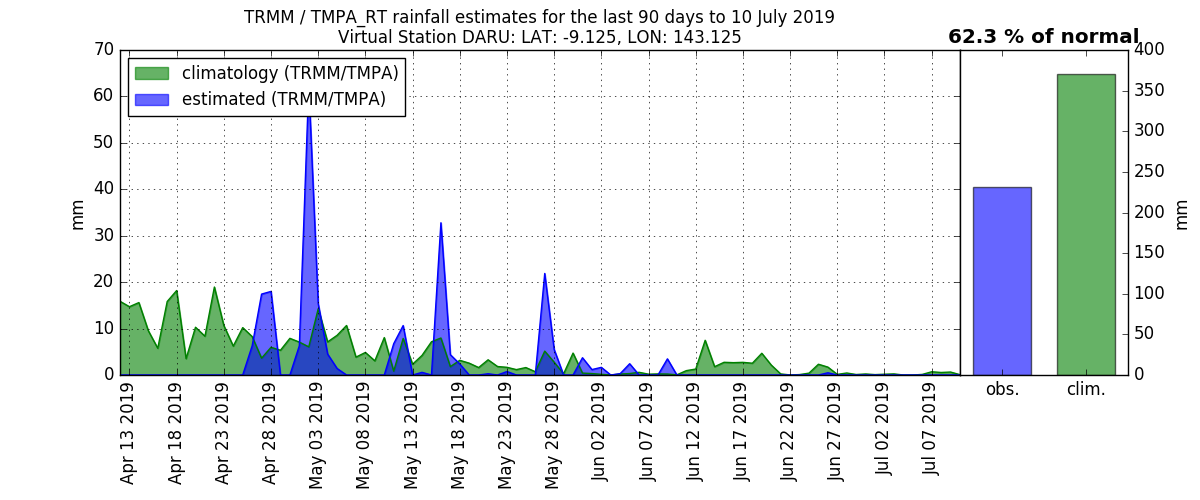 TRMM / TMPA_RT rainfall estimates for the last 90 days to 10 July 2019
Virtual Station DARU: LAT: -9.125, LON: 143.125
62.3 % of normal
climatology (TRMM/TMPA)
estimated (TRMM/TMPA)
mm
70
60
50
40
30
20
10
0
Apr 13 2019
Apr 18 2019
Apr 23 2019
Apr 28 2019
May 03 2019
May 08 2019
May 13 2019
May 18 2019
May 23 2019
May 28 2019
Jun 02 2019
Jun 07 2019
Jun 12 2019
Jun 17 2019
Jun 22 2019
Jun 27 2019
Jul 02 2019
Jul 07 2019
obs.
clim.
400
350
300
250
200
150
100
50
0
mm